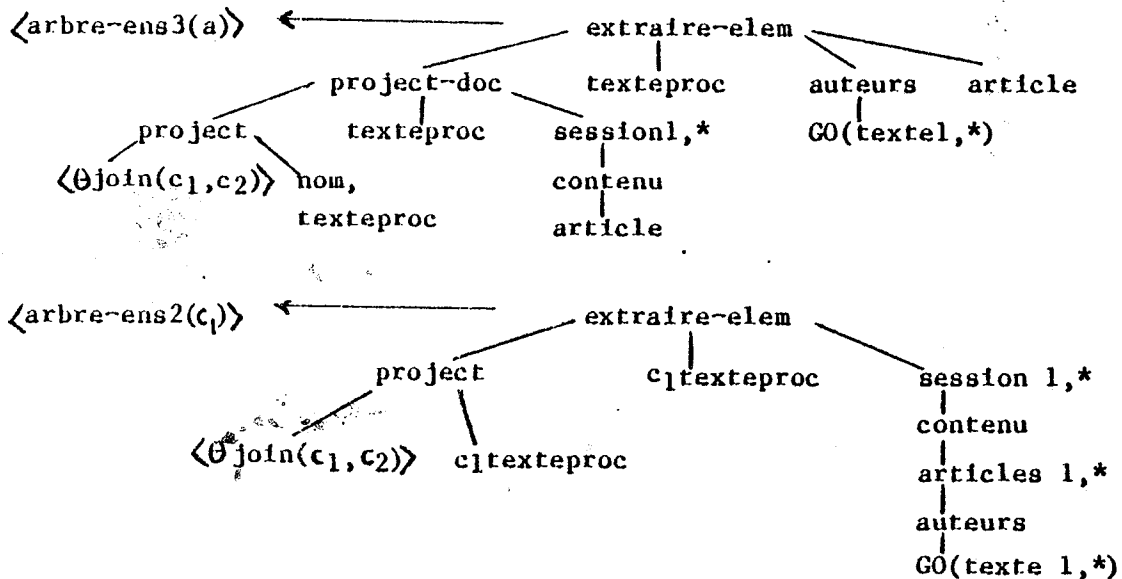 <arbre-ens3(a)> extraire-elem
project-doc texteproc auteurs article
project texteproc session1,* GO(texte1,*)
<θjoin(c1,c2)> nom, contenu
texteproc article
<arbre-ens2(c1)> extraire-elem
project c1texteproc session 1,*
contenu
<θ join(c1,c2)> c1texteproc articles 1,*
auteurs
GO(texte 1,*)